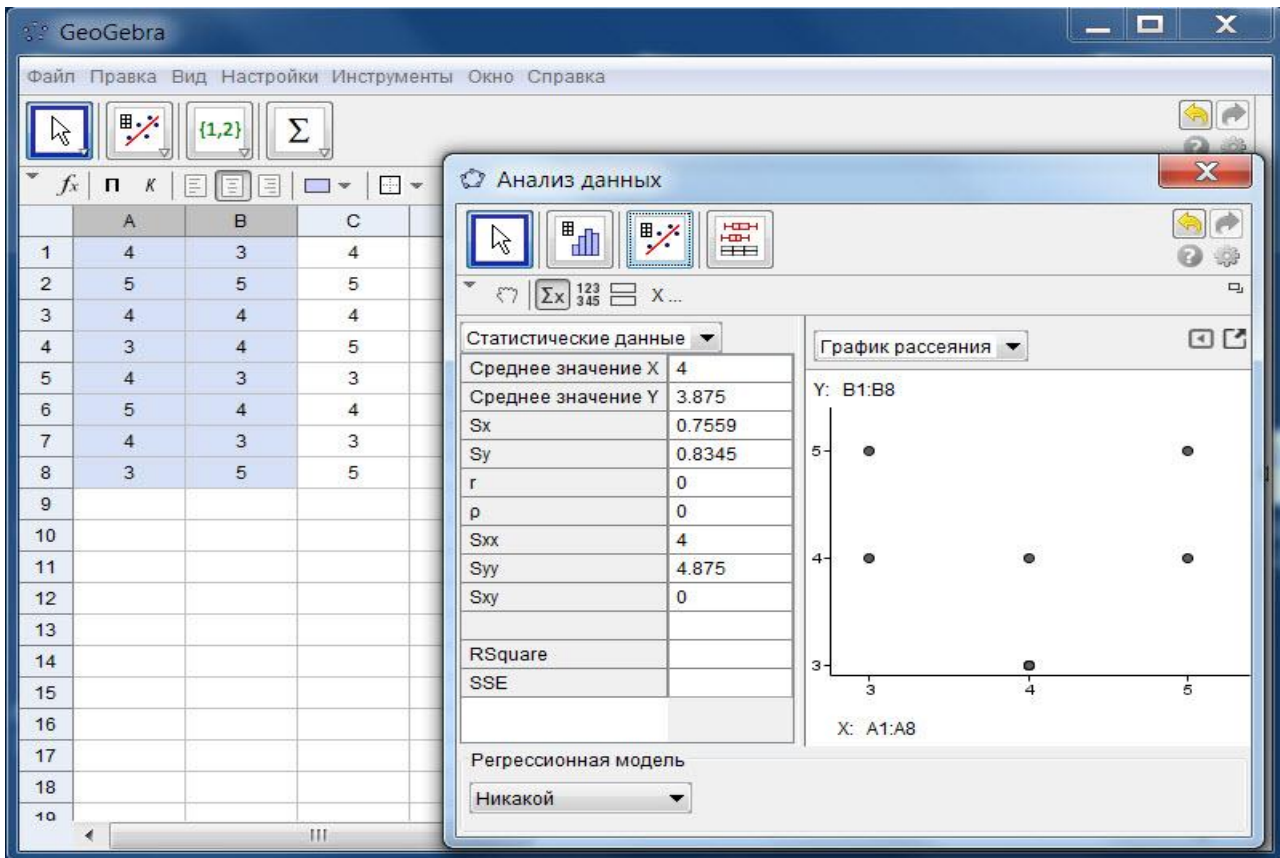 GeoGebra
Файл Правка Вид Настройки Инструменты Окно Справка
{1,2} Σ
fx П К
A B C
1 4 3 4
2 5 5 5
3 4 4 4
4 3 4 5
5 4 3 3
6 5 4 4
7 4 3 3
8 3 5 5
9
10
11
12
13
14
15
16
17
18
19
Анализ данных
Σx 123 345 X ...
Статистические данные
Среднее значение X 4
Среднее значение Y 3.875
Sx 0.7559
Sy 0.8345
r 0
ρ 0
Sxx 4
Syy 4.875
Sxy 0
RSquare
SSE
График рассеяния
Y: B1:B8
5
4
3
3 4 5
X: A1:A8
Регрессионная модель
Никакой